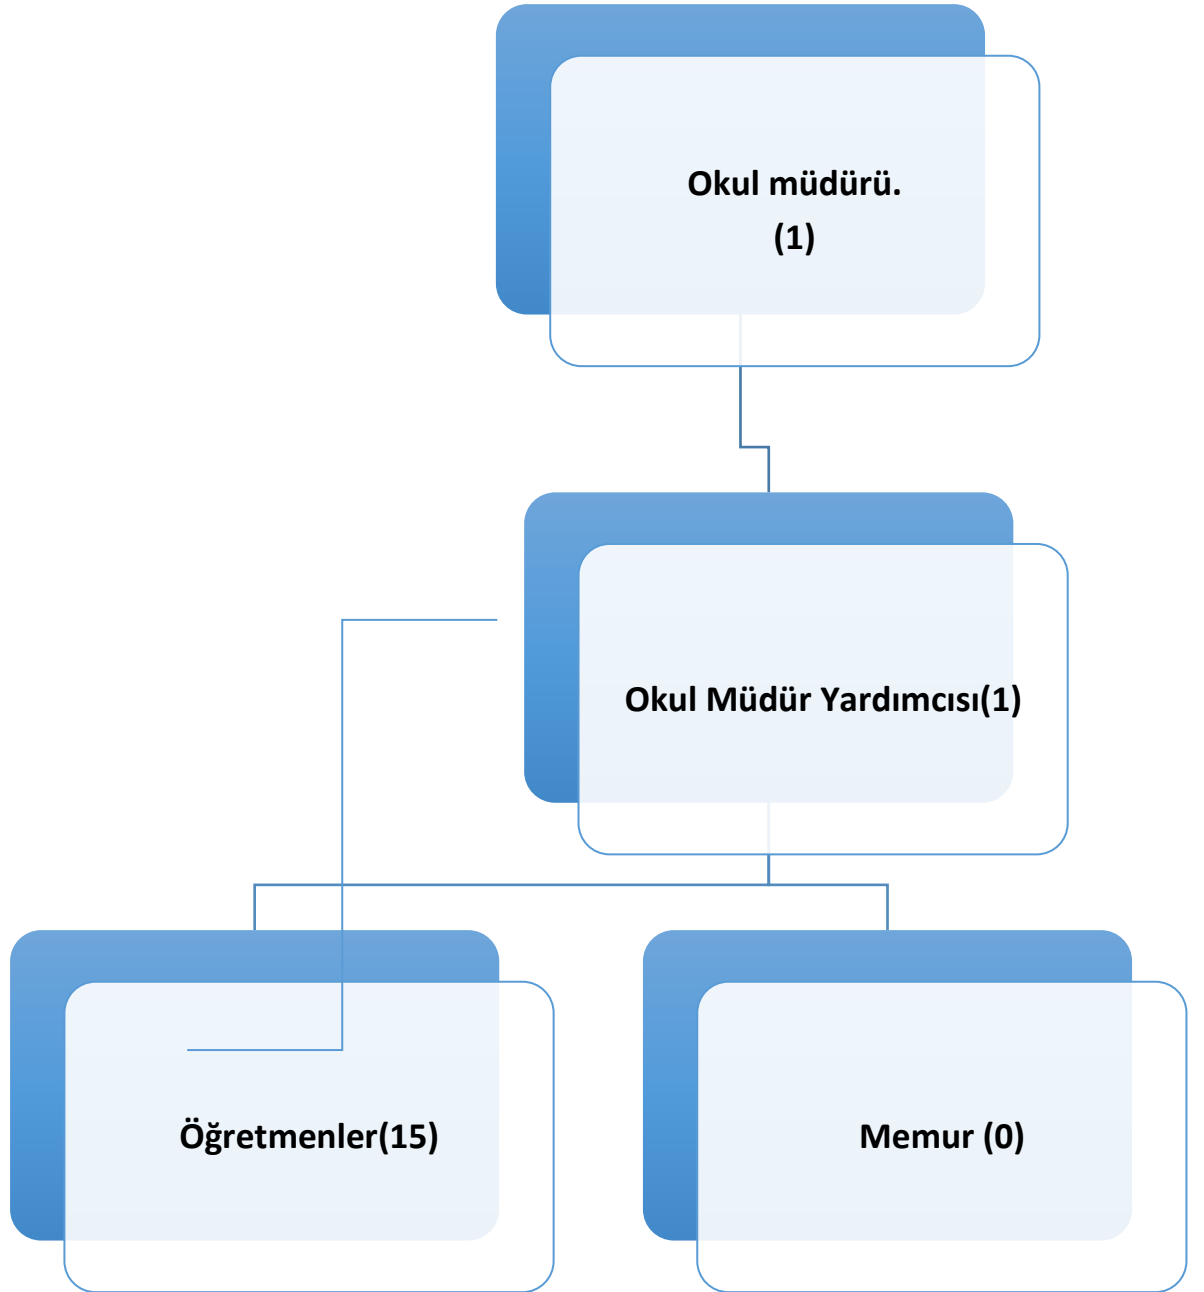 Okul müdürü.
(1)
Okul Müdür Yardımcısı(1)
Öğretmenler(15)
Memur (0)